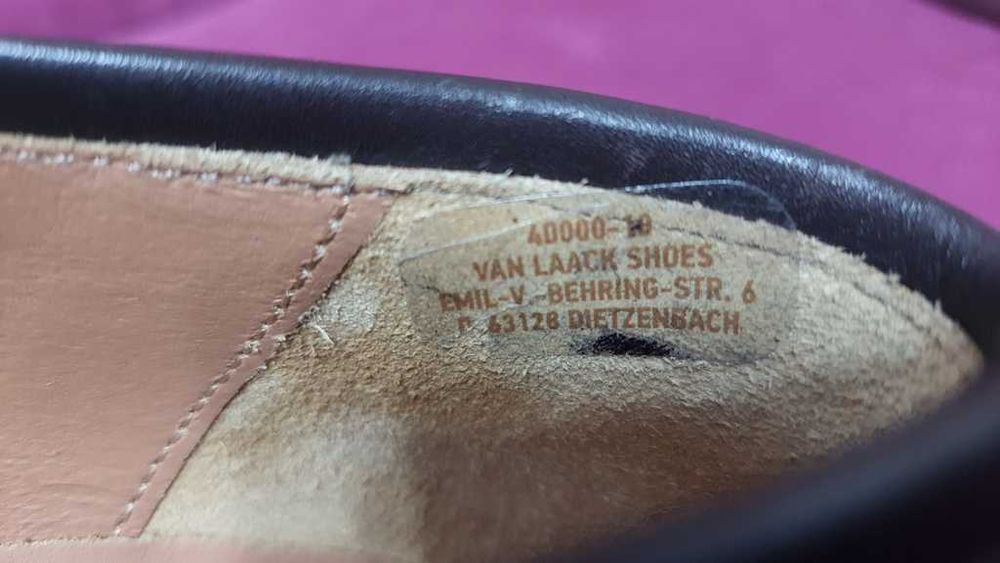 40000-10
VAN LAACK SHOES
EMIL-V.-BEHRING-STR. 6
D 63128 DIETZENBACH